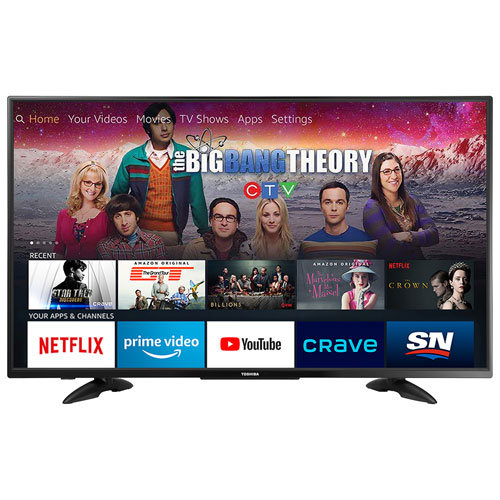 Home Your Videos Movies TV Shows Apps Settings
the BIG BANG THEORY
CTV
RECENT
STAR TREK
DISCOVERY
crave
AMAZON ORIGINAL
The Grand Tour
BILLIONS
AMAZON ORIGINAL
the Marvelous
Mrs. Maisel
NETFLIX
THE
CROWN
YOUR APPS & CHANNELS
NETFLIX
prime video
YouTube
CRAVE
SN
TOSHIBA